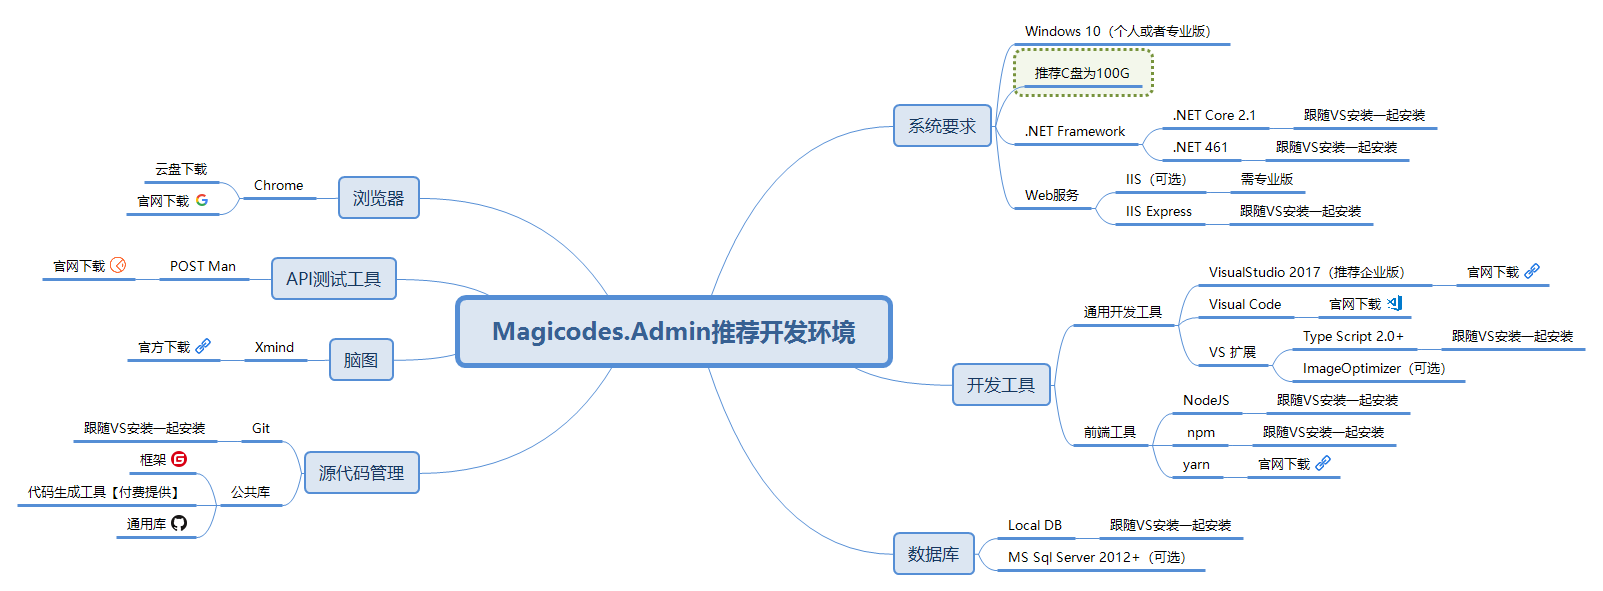 Magicodes.Admin推荐开发环境
系统要求
Windows 10（个人或者专业版）
推荐C盘为100G
.NET Framework
.NET Core 2.1
跟随VS安装一起安装
.NET 461
跟随VS安装一起安装
Web服务
IIS（可选）
需专业版
IIS Express
跟随VS安装一起安装
开发工具
通用开发工具
VisualStudio 2017（推荐企业版）
官网下载
Visual Code
官网下载
VS 扩展
Type Script 2.0+
跟随VS安装一起安装
ImageOptimizer（可选）
前端工具
NodeJS
跟随VS安装一起安装
npm
跟随VS安装一起安装
yarn
官网下载
数据库
Local DB
跟随VS安装一起安装
MS Sql Server 2012+（可选）
浏览器
Chrome
云盘下载
官网下载
API测试工具
POST Man
官网下载
脑图
Xmind
官方下载
源代码管理
Git
跟随VS安装一起安装
公共库
框架
代码生成工具【付费提供】
通用库